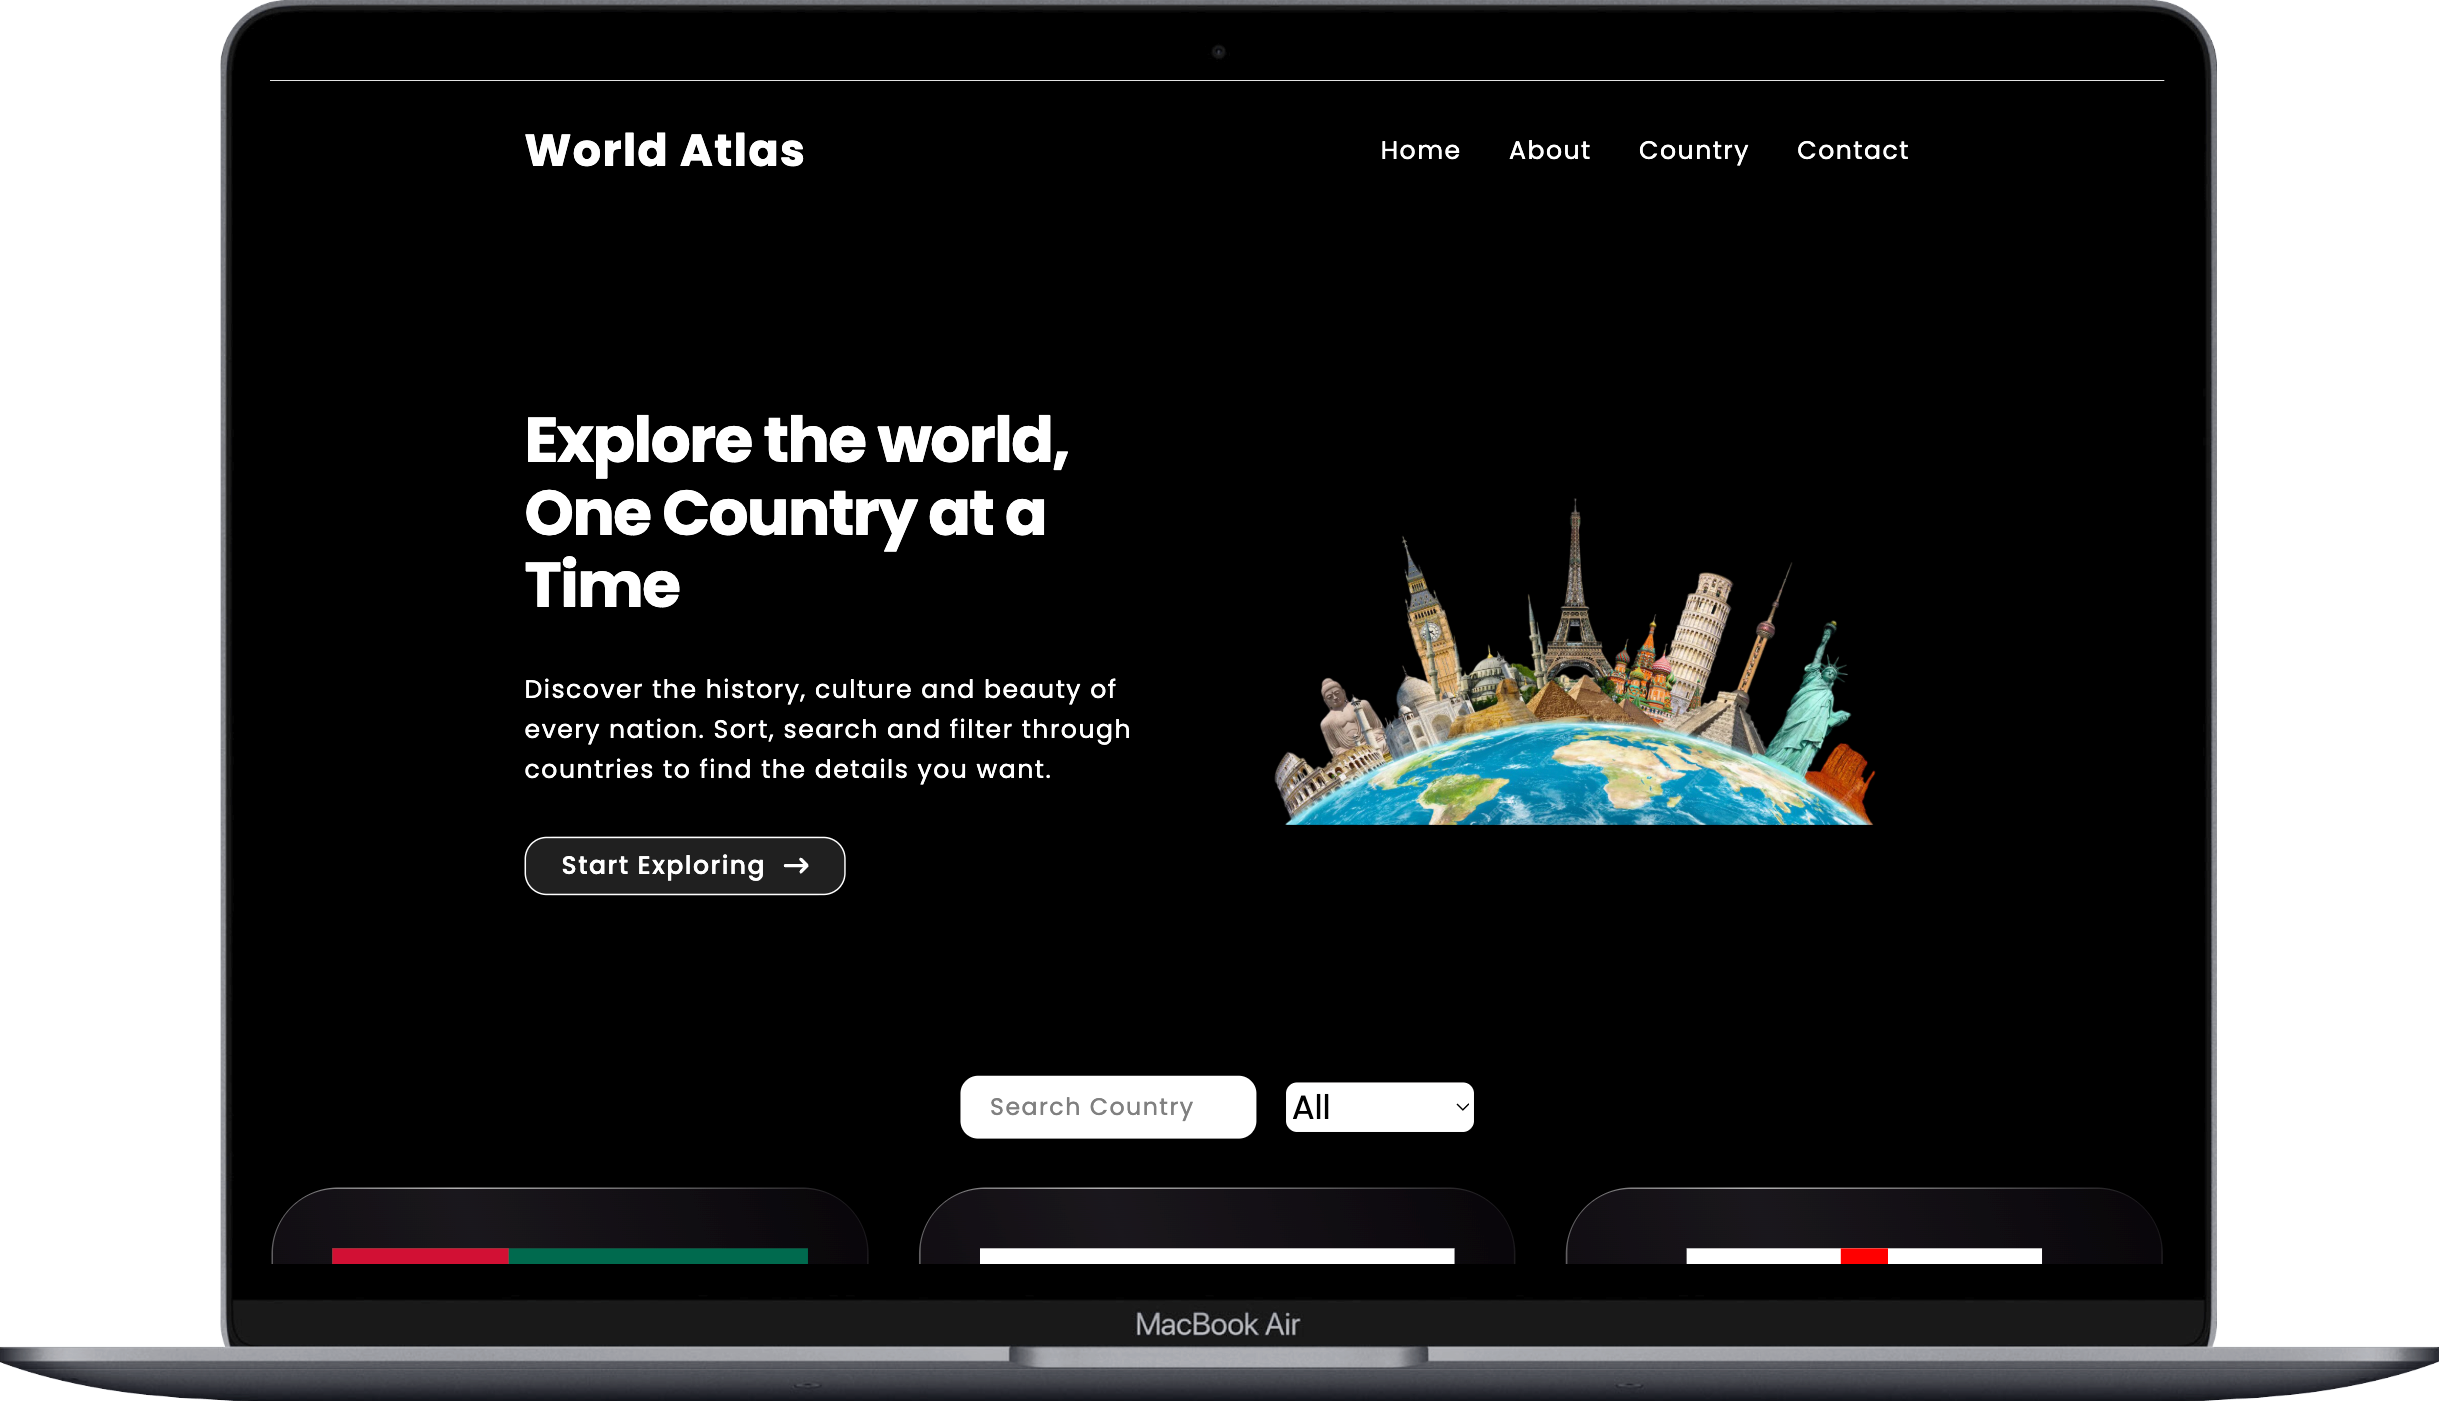 World Atlas
Home About Country Contact
Explore the world,
One Country at a
Time
Discover the history, culture and beauty of
every nation. Sort, search and filter through
countries to find the details you want.
Start Exploring →
Search Country
All
MacBook Air